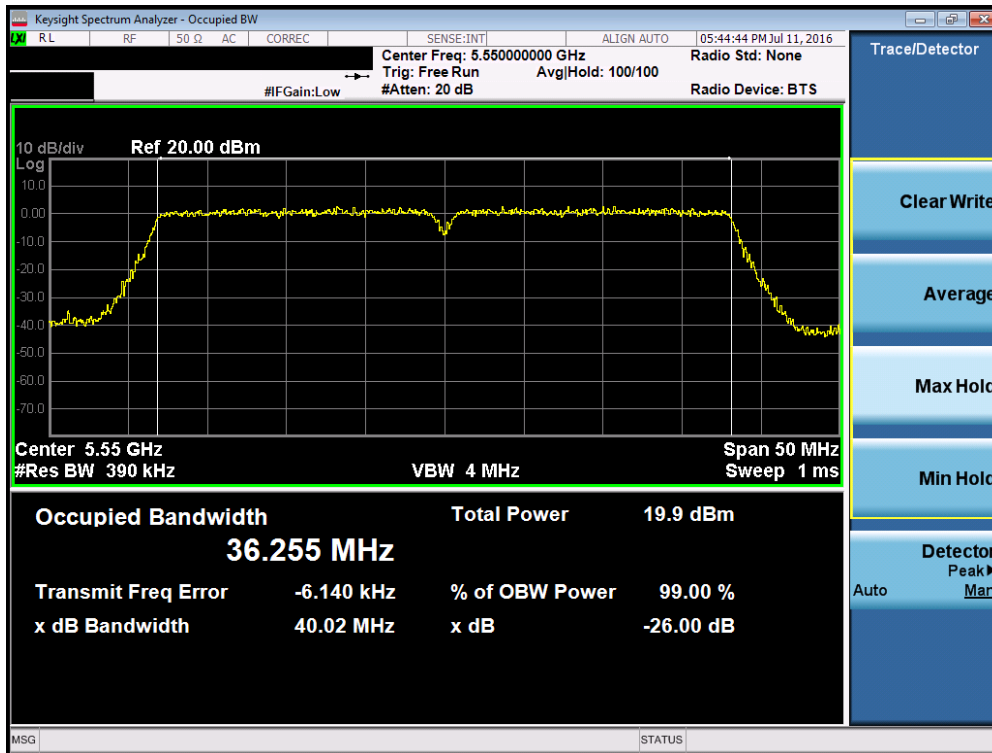 Keysight Spectrum Analyzer - Occupied BW
LXI RL RF 50 Ω AC CORREC SENSE:INT ALIGN AUTO 05:44:44 PM Jul 11, 2016
Center Freq: 5.550000000 GHz Radio Std: None
Trig: Free Run Avg|Hold: 100/100
#IFGain:Low #Atten: 20 dB Radio Device: BTS
10 dB/div Ref 20.00 dBm
Log
10.0
0.00
-10.0
-20.0
-30.0
-40.0
-50.0
-60.0
-70.0
Center 5.55 GHz Span 50 MHz
#Res BW 390 kHz VBW 4 MHz Sweep 1 ms
Occupied Bandwidth Total Power 19.9 dBm
36.255 MHz
Transmit Freq Error -6.140 kHz % of OBW Power 99.00 %
x dB Bandwidth 40.02 MHz x dB -26.00 dB
MSG STATUS
Trace/Detector
Clear Write
Average
Max Hold
Min Hold
Detector
Peak
Auto Man